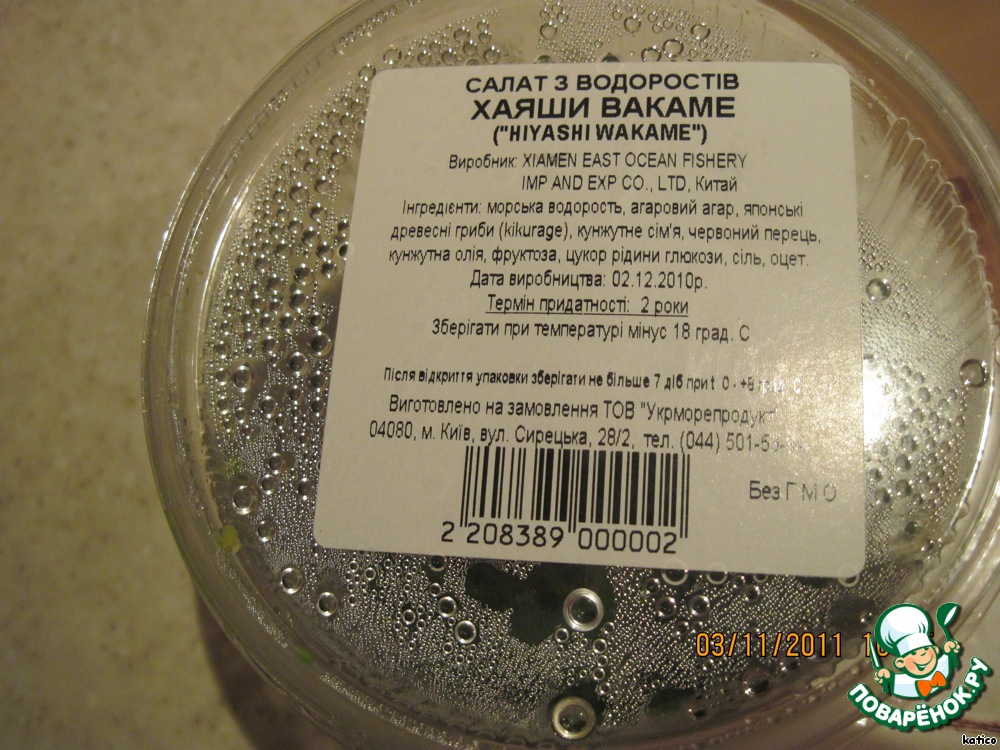 САЛАТ З ВОДОРОСТІВ
ХАЯШИ ВАКАМЕ
("HIYASHI WAKAME")
Виробник: XIAMEN EAST OCEAN FISHERY
IMP AND EXP CO., LTD, Китай
Інгредієнти: морська водорость, агаровий агар, японські
древесні гриби (kikurage), кунжутне сім'я, червоний перець,
кунжутна олія, фруктоза, цукор рідини глюкози, сіль, оцет.
Дата виробництва: 02.12.2010р.
Термін придатності: 2 роки
Зберігати при температурі мінус 18 град. С
Після відкриття упаковки зберігати не більше 7 діб при t 0 - +8
Виготовлено на замовлення ТОВ "Укрморепродукт
04080, м. Київ, вул. Сирецька, 28/2, тел. (044)
Без Г М О
2 208389 000002
03/11/2011
ПОВАРЁНОК.РУ
katico